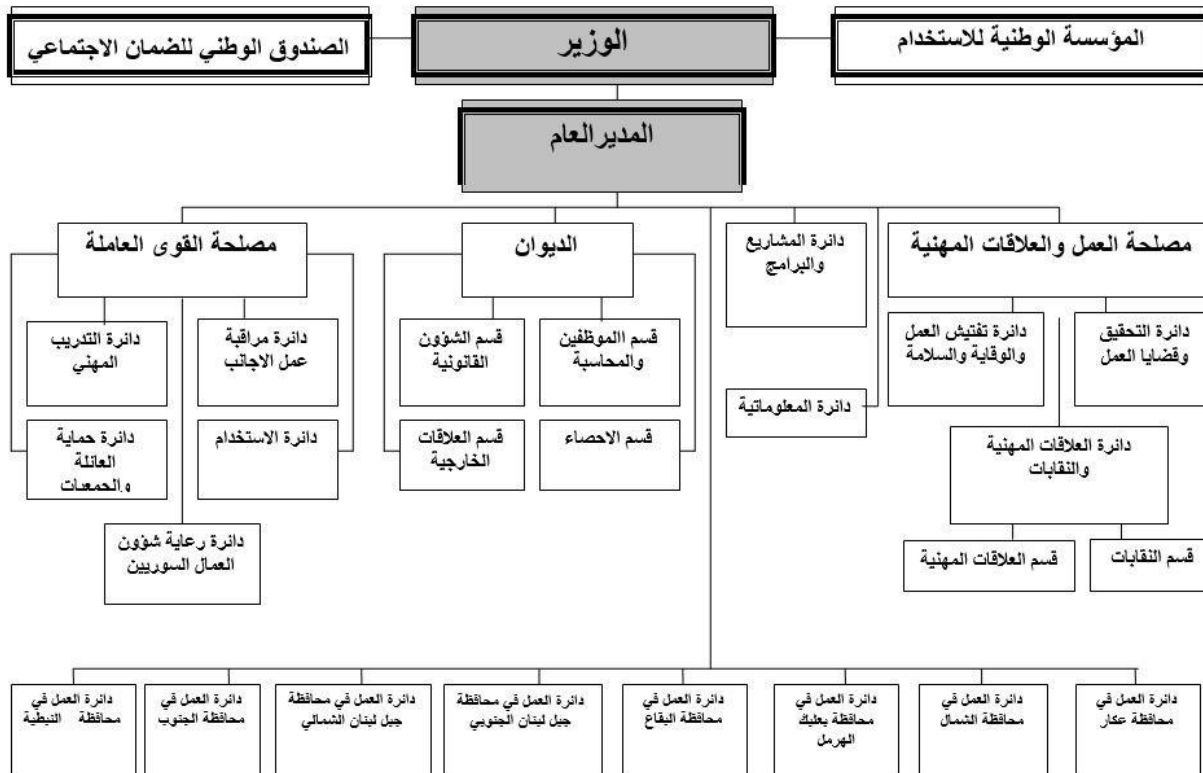 المؤسسة الوطنية للاستخدام
الوزير
الصندوق الوطني للضمان الاجتماعي
المدير العام
مصلحة العمل والعلاقات المهنية
دائرة المشاريع
والبرامج
الديوان
مصلحة القوى العاملة
دائرة التحقيق
وقضايا العمل
دائرة تفتيش العمل
والوقاية والسلامة
قسم الموظفين
والمحاسبة
قسم الشؤون
القانونية
دائرة مراقبة
عمل الاجانب
دائرة التدريب
المهني
دائرة المعلوماتية
دائرة العلاقات المهنية
والنقابات
قسم الاحصاء
قسم العلاقات
الخارجية
دائرة الاستخدام
دائرة حماية
العائلة
والجمعيات
قسم النقابات
قسم العلاقات المهنية
دائرة رعاية شؤون
العمال السوريين
دائرة العمل في
محافظة عكار
دائرة العمل في
محافظة الشمال
دائرة العمل في
محافظة بعلبك
الهرمل
دائرة العمل في
محافظة البقاع
دائرة العمل في محافظة
جبل لبنان الجنوبي
دائرة العمل في محافظة
جبل لبنان الشمالي
دائرة العمل في
محافظة الجنوب
دائرة العمل في
محافظة النبطية